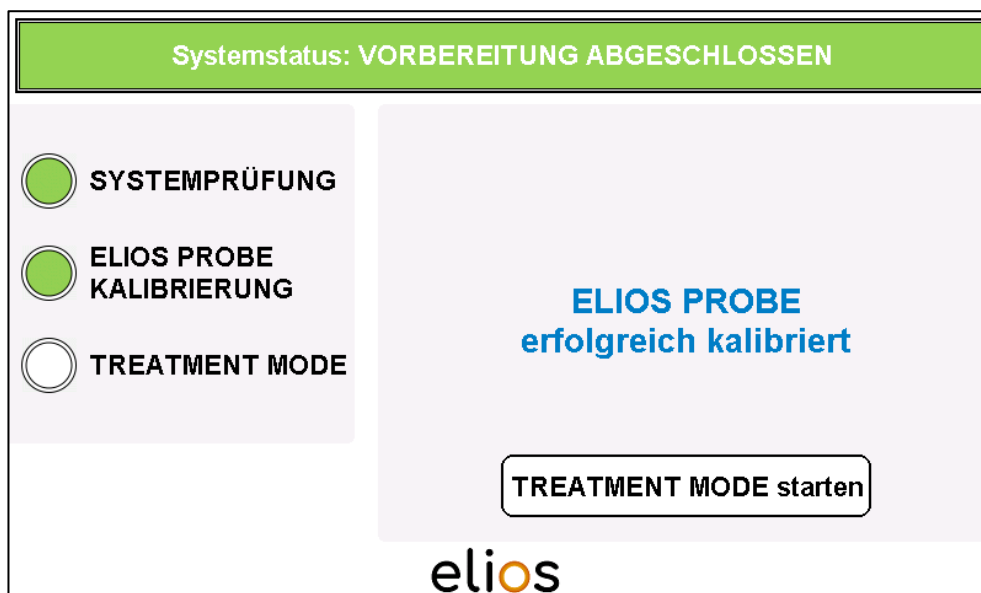 Systemstatus: VORBEREITUNG ABGESCHLOSSEN
SYSTEMPRÜFUNG
ELIOS PROBE
KALIBRIERUNG
TREATMENT MODE
ELIOS PROBE
erfolgreich kalibriert
TREATMENT MODE starten
elios